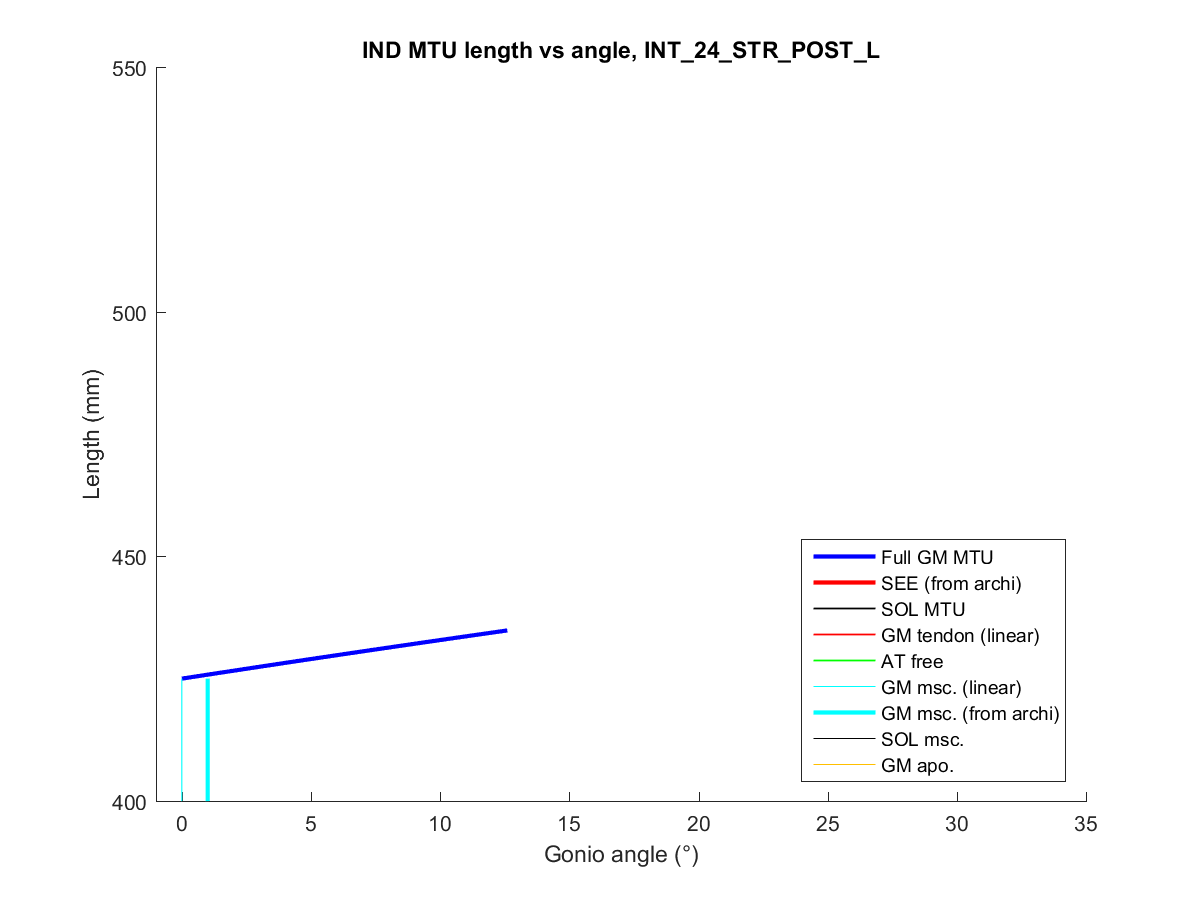 IND MTU length vs angle, INT_24_STR_POST_L
550
500
450
400
Length (mm)
0 5 10 15 20 25 30 35
Gonio angle (°)
Full GM MTU
SEE (from archi)
SOL MTU
GM tendon (linear)
AT free
GM msc. (linear)
GM msc. (from archi)
SOL msc.
GM apo.